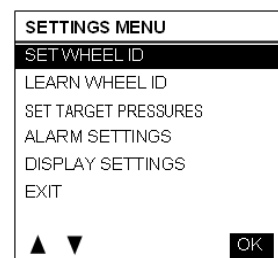 SETTINGS MENU
SET WHEEL ID
LEARN WHEEL ID
SET TARGET PRESSURES
ALARM SETTINGS
DISPLAY SETTINGS
EXIT
▲ ▼ OK